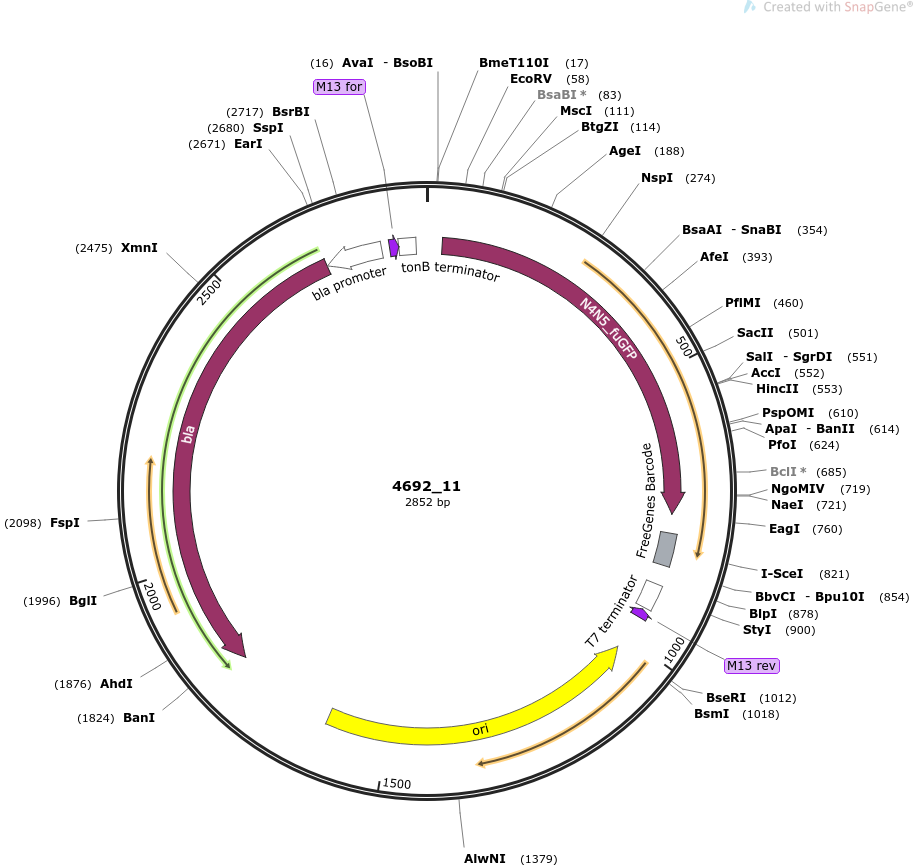 Created with SnapGene®
(16) AvaI - BsoBI
BmeT110I (17)
M13 for
EcoRV (58)
BsaBI * (83)
(2717) BsrBI
MscI (111)
(2680) SspI
BtgZI (114)
(2671) EarI
AgeI (188)
NspI (274)
BsaAI - SnaBI (354)
(2475) XmnI
AfeI (393)
bla promoter
tonB terminator
2500
PflMI (460)
N4N5_fuGFP
SacII (501)
500
SalI - SgrDI (551)
AccI (552)
HincII (553)
PspOMI (610)
ApaI - BanII (614)
PfoI (624)
bla
BclI * (685)
4692_11
2852 bp
NgoMIV (719)
NaeI (721)
FreeGenes Barcode
(2098) FspI
EagI (760)
I-SceI (821)
(1996) BglI
2000
BbvCI - Bpu10I (854)
BlpI (878)
T7 terminator
StyI (900)
1000
M13 rev
(1876) AhdI
BseRI (1012)
(1824) BanI
BsmI (1018)
ori
1500
AlwNI (1379)